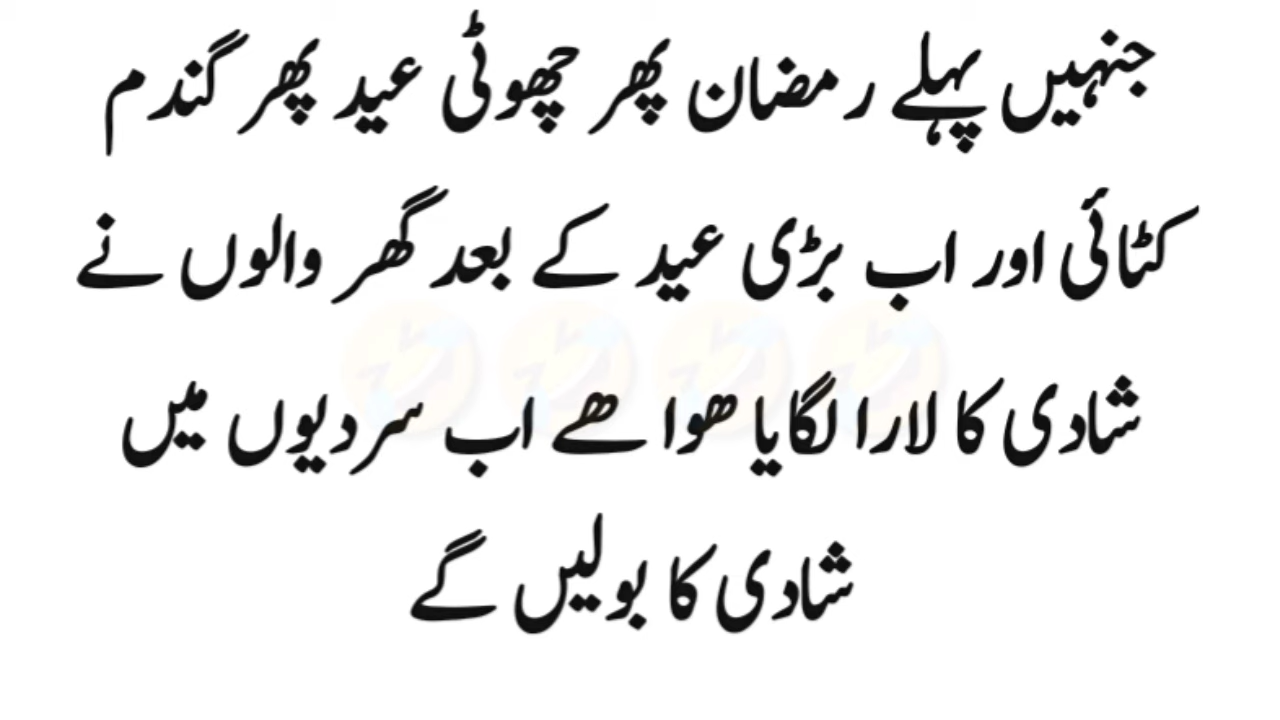 جنہیں پہلے رمضان پھر چھوٹی عید پھر گندم
کٹائی اور اب بڑی عید کے بعد گھر والوں نے
شادی کا لارا لگایا ھوا ھے اب سردیوں میں
شادی کا بولیں گے